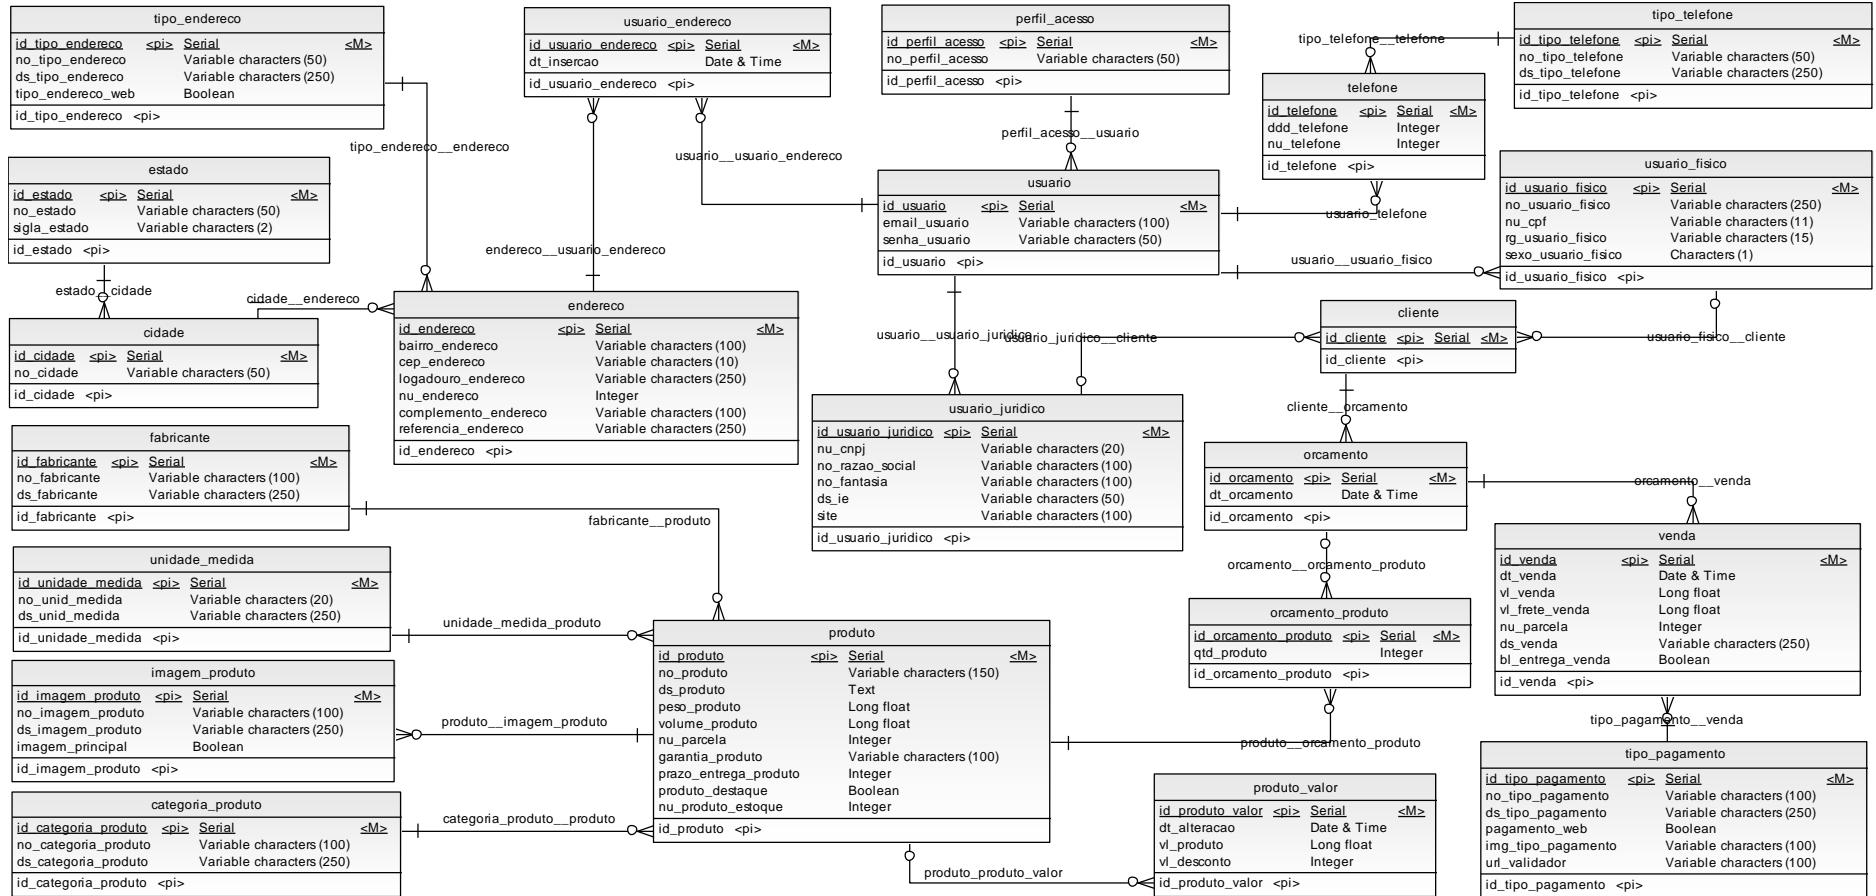 tipo_endereco
id_tipo_endereco <pi> Serial <M>
no_tipo_endereco Variable characters (50)
ds_tipo_endereco Variable characters (250)
tipo_endereco_web Boolean
id_tipo_endereco <pi>
usuario_endereco
id_usuario_endereco <pi> Serial <M>
dt_insercao Date & Time
id_usuario_endereco <pi>
perfil_acesso
id_perfil_acesso <pi> Serial <M>
no_perfil_acesso Variable characters (50)
id_perfil_acesso <pi>
tipo_telefone
id_tipo_telefone <pi> Serial <M>
no_tipo_telefone Variable characters (50)
ds_tipo_telefone Variable characters (250)
id_tipo_telefone <pi>
tipo_telefone__telefone
telefone
id_telefone <pi> Serial <M>
ddd_telefone Integer
nu_telefone Integer
id_telefone <pi>
tipo_endereco__endereco
usuario__usuario_endereco
perfil_acesso__usuario
estado
id_estado <pi> Serial <M>
no_estado Variable characters (50)
sigla_estado Variable characters (2)
id_estado <pi>
usuario
id_usuario <pi> Serial <M>
email_usuario Variable characters (100)
senha_usuario Variable characters (50)
id_usuario <pi>
usuario_telefone
usuario_fisico
id_usuario_fisico <pi> Serial <M>
no_usuario_fisico Variable characters (250)
nu_cpf Variable characters (11)
rg_usuario_fisico Variable characters (15)
sexo_usuario_fisico Characters (1)
id_usuario_fisico <pi>
endereco__usuario_endereco
usuario__usuario_fisico
estado_cidade
cidade__endereco
cidade
id_cidade <pi> Serial <M>
no_cidade Variable characters (50)
id_cidade <pi>
endereco
id_endereco <pi> Serial <M>
bairro_endereco Variable characters (100)
cep_endereco Variable characters (10)
logadouro_endereco Variable characters (250)
nu_endereco Integer
complemento_endereco Variable characters (100)
referencia_endereco Variable characters (250)
id_endereco <pi>
usuario__usuario_juridico
usuario_juridico__cliente
cliente
id_cliente <pi> Serial <M>
id_cliente <pi>
usuario_fisico__cliente
usuario_juridico
id_usuario_juridico <pi> Serial <M>
nu_cnpj Variable characters (20)
no_razao_social Variable characters (100)
no_fantasia Variable characters (100)
ds_ie Variable characters (50)
site Variable characters (100)
id_usuario_juridico <pi>
cliente__orcamento
orcamento
id_orcamento <pi> Serial <M>
dt_orcamento Date & Time
id_orcamento <pi>
orcamento__venda
fabricante
id_fabricante <pi> Serial <M>
no_fabricante Variable characters (100)
ds_fabricante Variable characters (250)
id_fabricante <pi>
fabricante__produto
venda
id_venda <pi> Serial <M>
dt_venda Date & Time
vl_venda Long float
vl_frete_venda Long float
nu_parcela Integer
ds_venda Variable characters (250)
bl_entrega_venda Boolean
id_venda <pi>
unidade_medida
id_unidade_medida <pi> Serial <M>
no_unid_medida Variable characters (20)
ds_unid_medida Variable characters (250)
id_unidade_medida <pi>
unidade_medida_produto
orcamento__orcamento_produto
orcamento_produto
id_orcamento_produto <pi> Serial <M>
qtd_produto Integer
id_orcamento_produto <pi>
produto
id_produto <pi> Serial <M>
no_produto Variable characters (150)
ds_produto Text
peso_produto Long float
volume_produto Long float
nu_parcela Integer
garantia_produto Variable characters (100)
prazo_entrega_produto Integer
produto_destaque Boolean
nu_produto_estoque Integer
id_produto <pi>
imagem_produto
id_imagem_produto <pi> Serial <M>
no_imagem_produto Variable characters (100)
ds_imagem_produto Variable characters (250)
imagem_principal Boolean
id_imagem_produto <pi>
produto__imagem_produto
produto__orcamento_produto
tipo_pagamento__venda
tipo_pagamento
id_tipo_pagamento <pi> Serial <M>
no_tipo_pagamento Variable characters (100)
ds_tipo_pagamento Variable characters (250)
pagamento_web Boolean
img_tipo_pagamento Variable characters (100)
url_validador Variable characters (100)
id_tipo_pagamento <pi>
categoria_produto
id_categoria_produto <pi> Serial <M>
no_categoria_produto Variable characters (100)
ds_categoria_produto Variable characters (250)
id_categoria_produto <pi>
categoria_produto__produto
produto_valor
id_produto_valor <pi> Serial <M>
dt_alteracao Date & Time
vl_produto Long float
vl_desconto Integer
id_produto_valor <pi>
produto_produto_valor